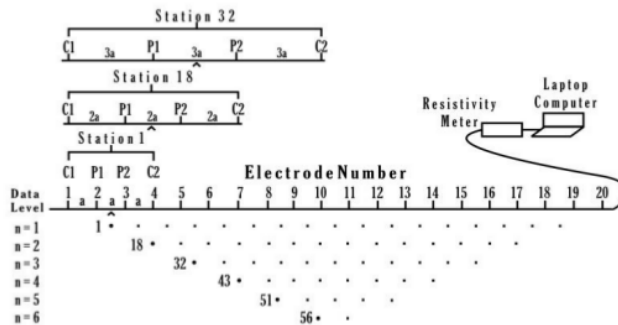 Station 32
C1 P1 P2 C2
3a 3a 3a
Station 18
C1 P1 P2 C2
2a 2a 2a
Laptop
Computer
Resistivity
Meter
Station 1
C1 P1 P2 C2
Electrode Number
Data
Level
1 2 3 4 5 6 7 8 9 10 11 12 13 14 15 16 17 18 19 20
a a a
n=1 1
n=2 18
n=3 32
n=4 43
n=5 51
n=6 56